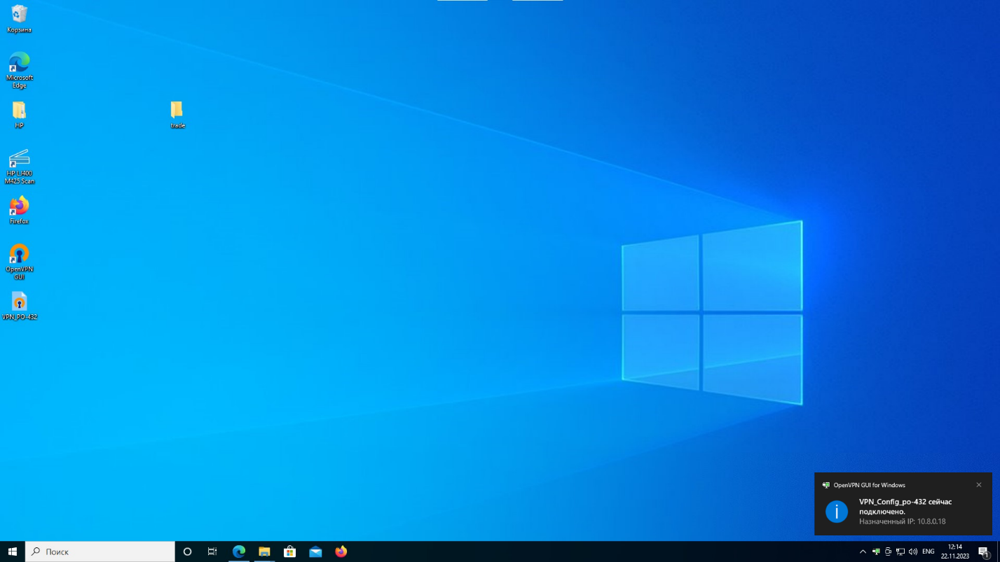 Корзина
Microsoft
Edge
HP
trade
HP LJ400
M425 Scan
Firefox
OpenVPN
GUI
VPN_PO-432
OpenVPN GUI for Windows
VPN_Config_po-432 сейчас
подключено.
Назначенный IP: 10.8.0.18
Поиск
ENG
12:14
22.11.2023
1